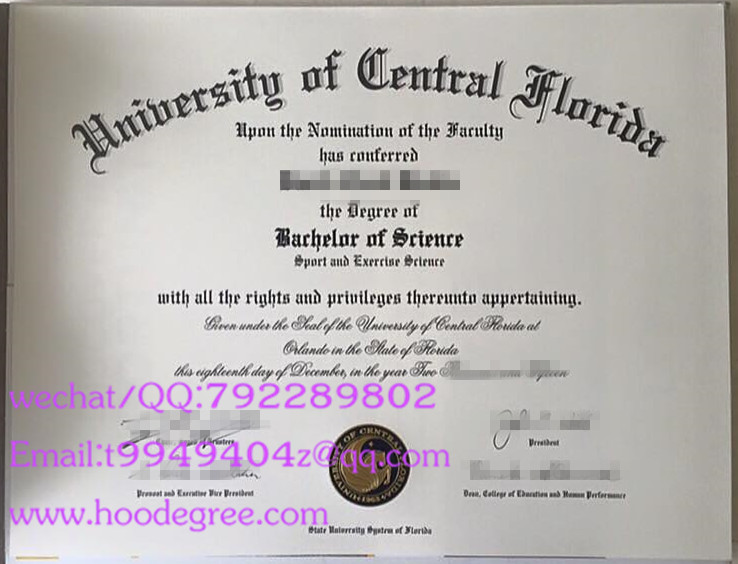 University of Central Florida
Upon the Nomination of the Faculty
has conferred
the Degree of
Bachelor of Science
Sport and Exercise Science
with all the rights and privileges thereunto appertaining.
Given under the Seal of the University of Central Florida at
Orlando in the State of Florida
this eighteenth day of December, in the year Two Fifteen
wechat/QQ:792289802
of Trustees
President
Email:t9949404z@qq.com
Provost and Executive Vice President
Dean, College of Education and Human Performance
www.hoodegree.com
State University System of Florida